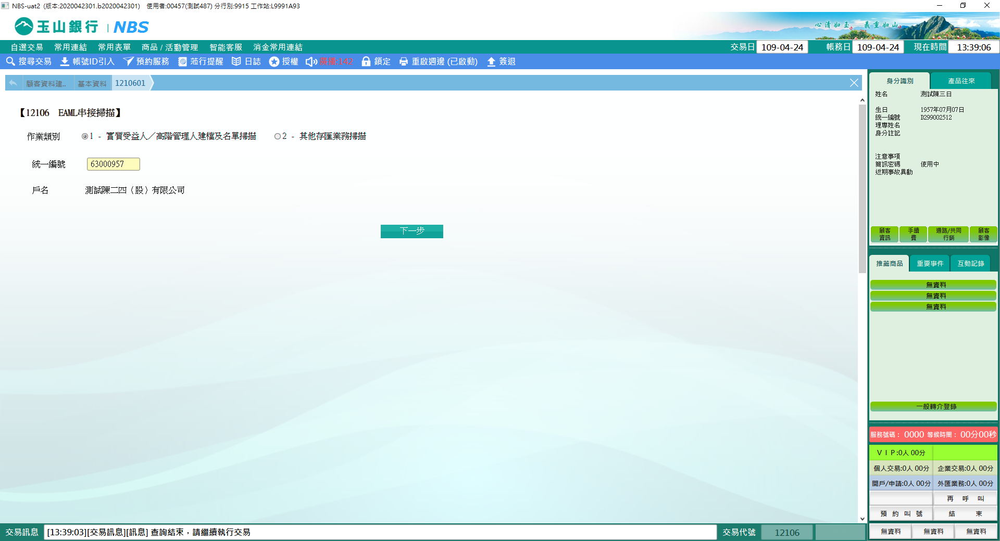 NBS-uat2 (版本:2020042301.b2020042301) 使用者:00457(測試487) 分行別:9915 工作站:L9991A93
玉山銀行 | NBS
心清如玉。義重如山。
自選交易 常用連結 常用表單 商品 / 活動管理 智能客服 消金常用連結 交易日 109-04-24 帳務日 109-04-24 現在時間 13:39:06
搜尋交易 帳號ID引入 預約服務 蒞行提醒 日誌 授權 廣播:142 鎖定 重啟週邊 (已啟動) 簽退
顧客資料建.. 基本資料 1210601
【12106 EAML串接掃描】
作業類別 1 - 實質受益人／高階管理人建檔及名單掃描 2 - 其他存匯業務掃描
統一編號 63000957
戶名 測試陳二四（股）有限公司
下一步
身分識別 產品往來
姓名 測試陳三日
生日 1957年07月07日
統一編號 D299002512
理專姓名
身分註記
注意事項
簡訊密碼 使用中
近期事故異動
顧客資訊 手續費 通路/共同行銷 顧客影像
推薦商品 重要事件 互動記錄
無資料
無資料
無資料
一般轉介登錄
服務號碼： 0000 等候時間： 00分00秒
ＶＩＰ:0人 00分
個人交易:0人 00分 企業交易:0人 00分
開戶/申請:0人 00分 外匯業務:0人 00分
再 呼 叫
預 約 叫 號 結 束
無資料 無資料 無資料
交易訊息 [13:39:03][交易訊息][訊息] 查詢結束，請繼續執行交易 交易代號 12106